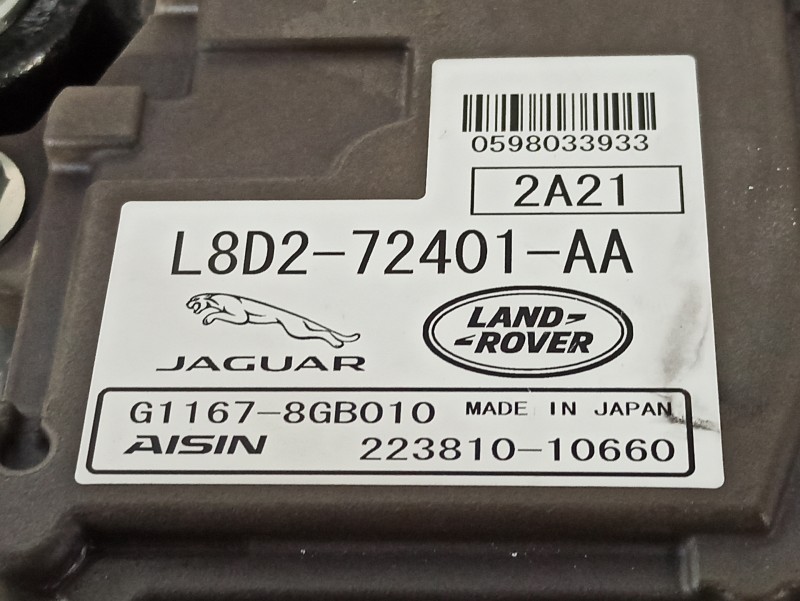 0598033933
2A21
L8D2-72401-AA
JAGUAR
LAND
ROVER
G1167-8GB010 MADE IN JAPAN
AISIN 223810-10660